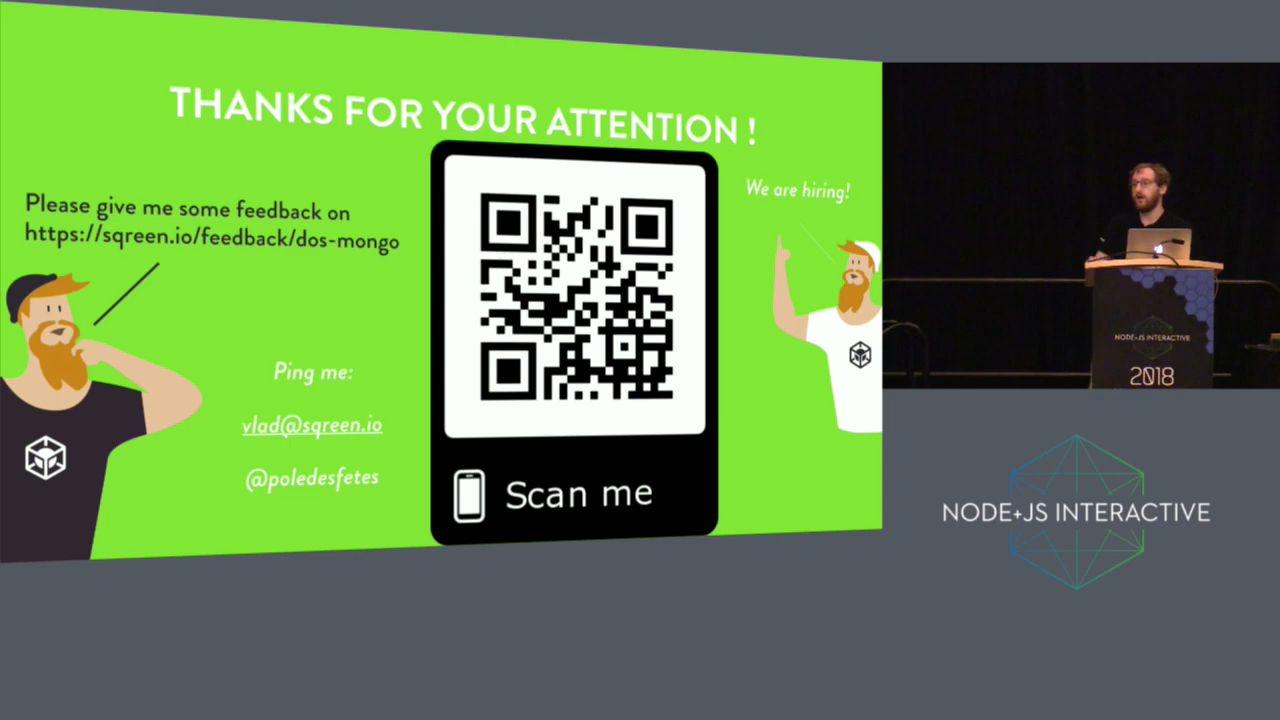 THANKS FOR YOUR ATTENTION !
Please give me some feedback on
https://sqreen.io/feedback/dos-mongo
We are hiring!
Ping me:
vlad@sqreen.io
@poledesfetes
Scan me
NODE+JS INTERACTIVE
2018
NODE+JS INTERACTIVE